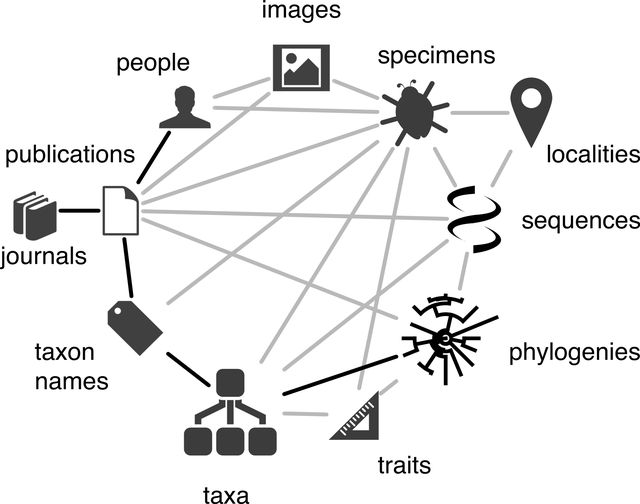 images
people
specimens
publications
localities
journals
sequences
taxon
names
phylogenies
traits
taxa